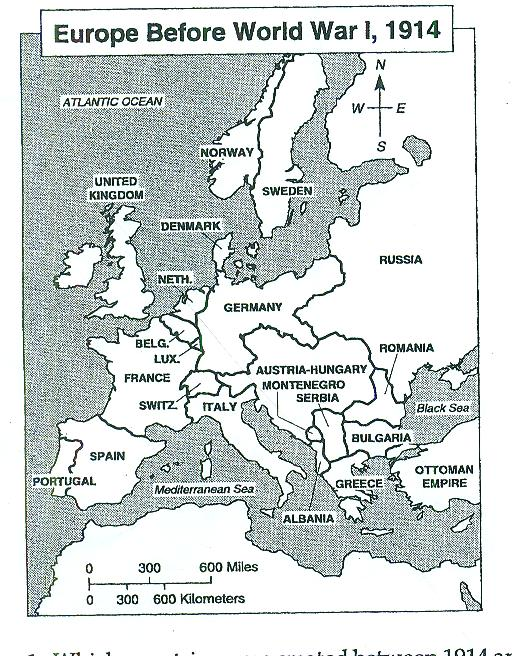 Europe Before World War I, 1914
N
W E
S
ATLANTIC OCEAN
NORWAY
SWEDEN
UNITED
KINGDOM
DENMARK
RUSSIA
NETH.
GERMANY
BELG.
LUX.
ROMANIA
FRANCE
AUSTRIA-HUNGARY
MONTENEGRO
SERBIA
SWITZ.
ITALY
Black Sea
BULGARIA
SPAIN
PORTUGAL
Mediterranean Sea
GREECE
OTTOMAN
EMPIRE
ALBANIA
0 300 600 Miles
0 300 600 Kilometers
between 1914